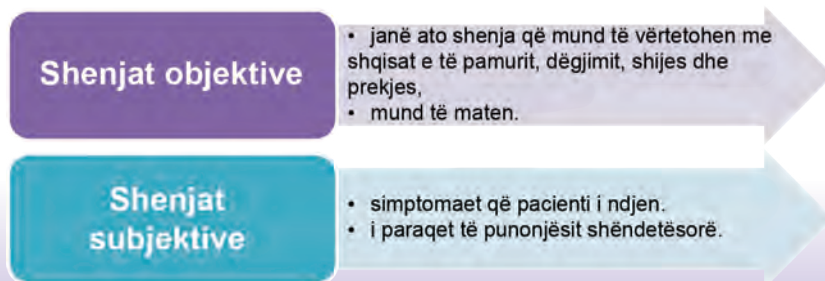 Shenjat objektive
• janë ato shenja që mund të vërtetohen me
shqisat e të pamurit, dëgjimit, shijes dhe
prekjes,
• mund të maten.
Shenjat
subjektive
• simptomaet që pacienti i ndjen.
• i paraqet të punonjësit shëndetësorë.